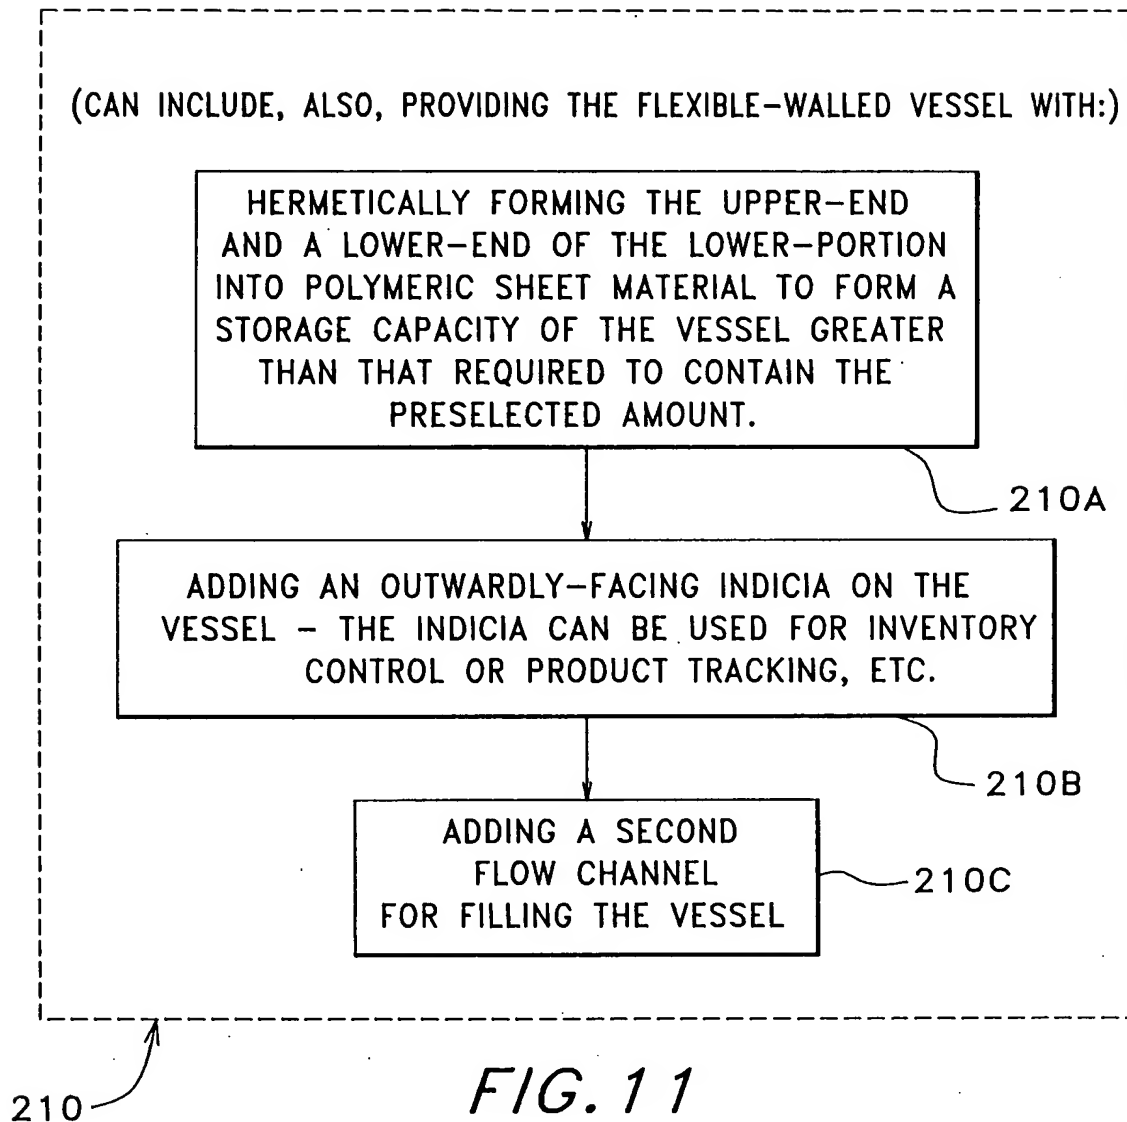 (CAN INCLUDE, ALSO, PROVIDING THE FLEXIBLE-WALLED VESSEL WITH:)
HERMETICALLY FORMING THE UPPER-END
AND A LOWER-END OF THE LOWER-PORTION
INTO POLYMERIC SHEET MATERIAL TO FORM A
STORAGE CAPACITY OF THE VESSEL GREATER
THAN THAT REQUIRED TO CONTAIN THE
PRESELECTED AMOUNT.
210A
ADDING AN OUTWARDLY-FACING INDICIA ON THE
VESSEL - THE INDICIA CAN BE USED FOR INVENTORY
CONTROL OR PRODUCT TRACKING, ETC.
210B
ADDING A SECOND
FLOW CHANNEL
FOR FILLING THE VESSEL
210C
210
FIG. 11